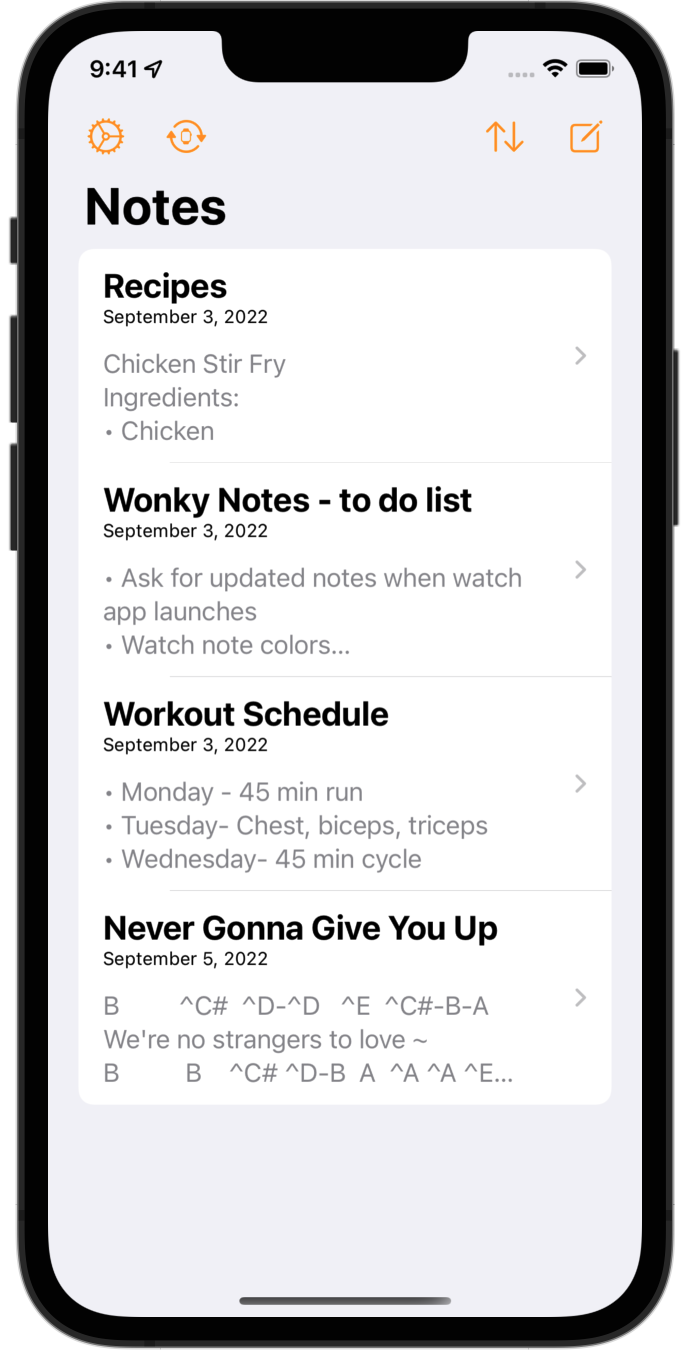 9:41
Notes
Recipes
September 3, 2022
Chicken Stir Fry
Ingredients:
• Chicken
Wonky Notes - to do list
September 3, 2022
• Ask for updated notes when watch
app launches
• Watch note colors...
Workout Schedule
September 3, 2022
• Monday - 45 min run
• Tuesday- Chest, biceps, triceps
• Wednesday- 45 min cycle
Never Gonna Give You Up
September 5, 2022
B ^C# ^D-^D ^E ^C#-B-A
We're no strangers to love ~
B B ^C# ^D-B A ^A ^A ^E...